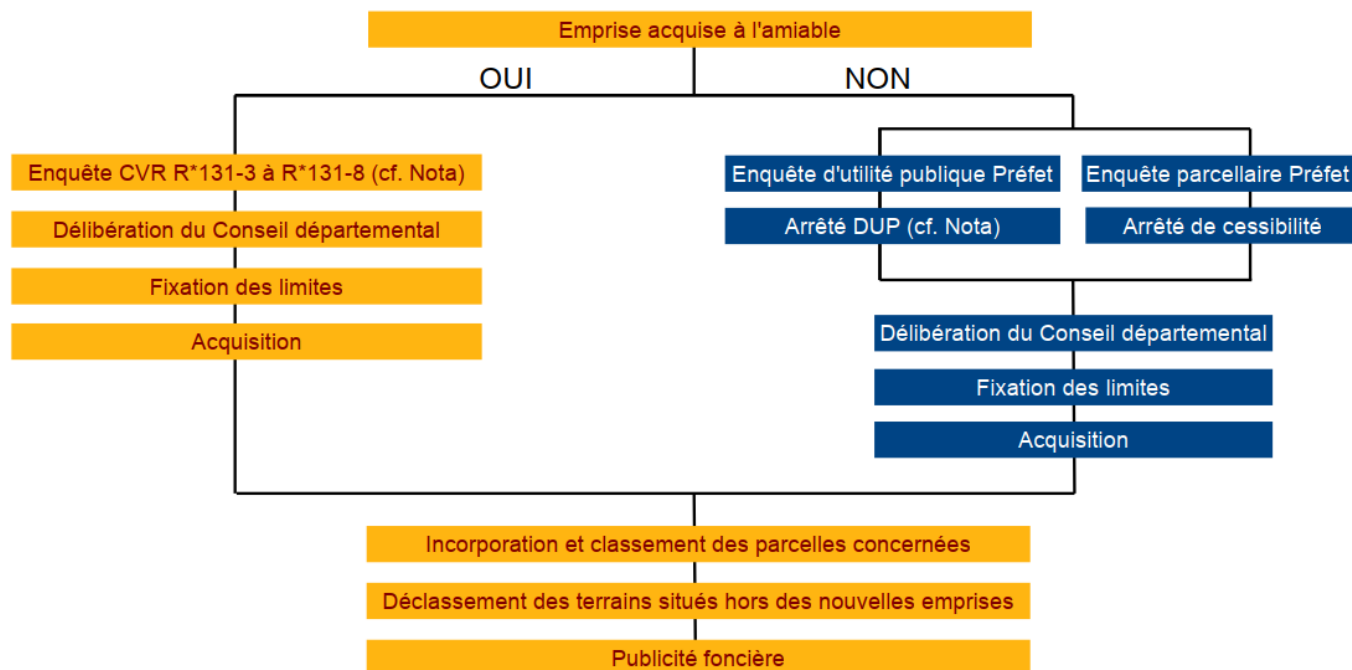 Emprise acquise à l'amiable
OUI
NON
Enquête CVR R*131-3 à R*131-8 (cf. Nota)
Délibération du Conseil départemental
Fixation des limites
Acquisition
Enquête d'utilité publique Préfet
Enquête parcellaire Préfet
Arrêté DUP (cf. Nota)
Arrêté de cessibilité
Délibération du Conseil départemental
Fixation des limites
Acquisition
Incorporation et classement des parcelles concernées
Déclassement des terrains situés hors des nouvelles emprises
Publicité foncière